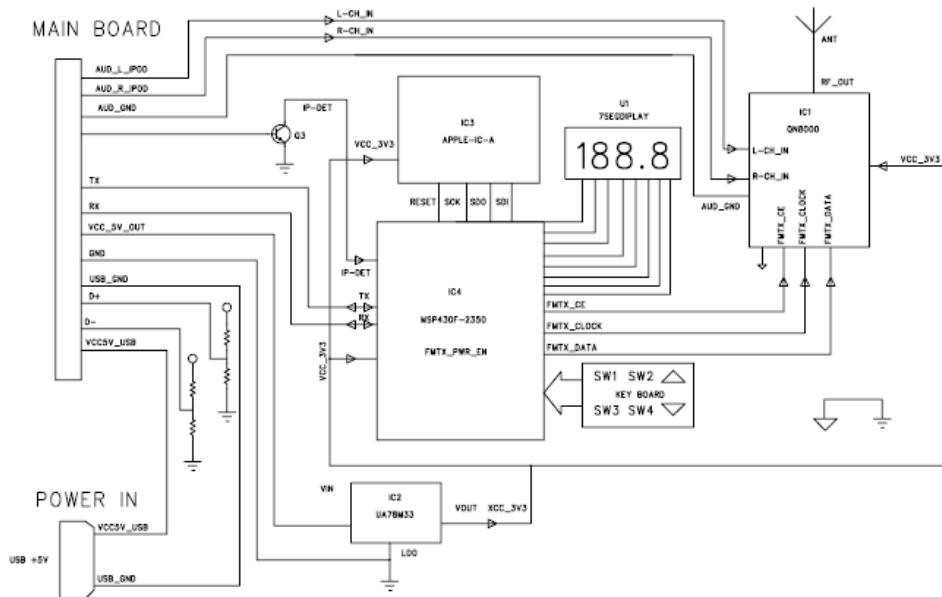 MAIN BOARD
L-CH_IN
R-CH_IN
AUD_L_IPOD
AUD_R_IPOD
AUD_GND
IP-DET
Q3
TX
RX
VCC_5V_OUT
GND
USB_GND
D+
D-
VCC5V_USB
IC3
APPLE-IC-A
VCC_3V3
RESET
SCK
SDO
SDI
U1
7SEGDIPLAY
188.8
ANT
RF_OUT
IC1
QN8000
L-CH_IN
R-CH_IN
VCC_3V3
AUD_GND
FMTX_CE
FMTX_CLOCK
FMTX_DATA
IP-DET
TX
RX
VCC_3V3
IC4
MSP430F-2350
FMTX_PWR_EN
FMTX_CE
FMTX_CLOCK
FMTX_DATA
SW1 SW2
KEY BOARD
SW3 SW4
POWER IN
VCC5V_USB
USB +5V
USB_GND
VIN
IC2
UA78M33
VOUT XCC_3V3
LDO